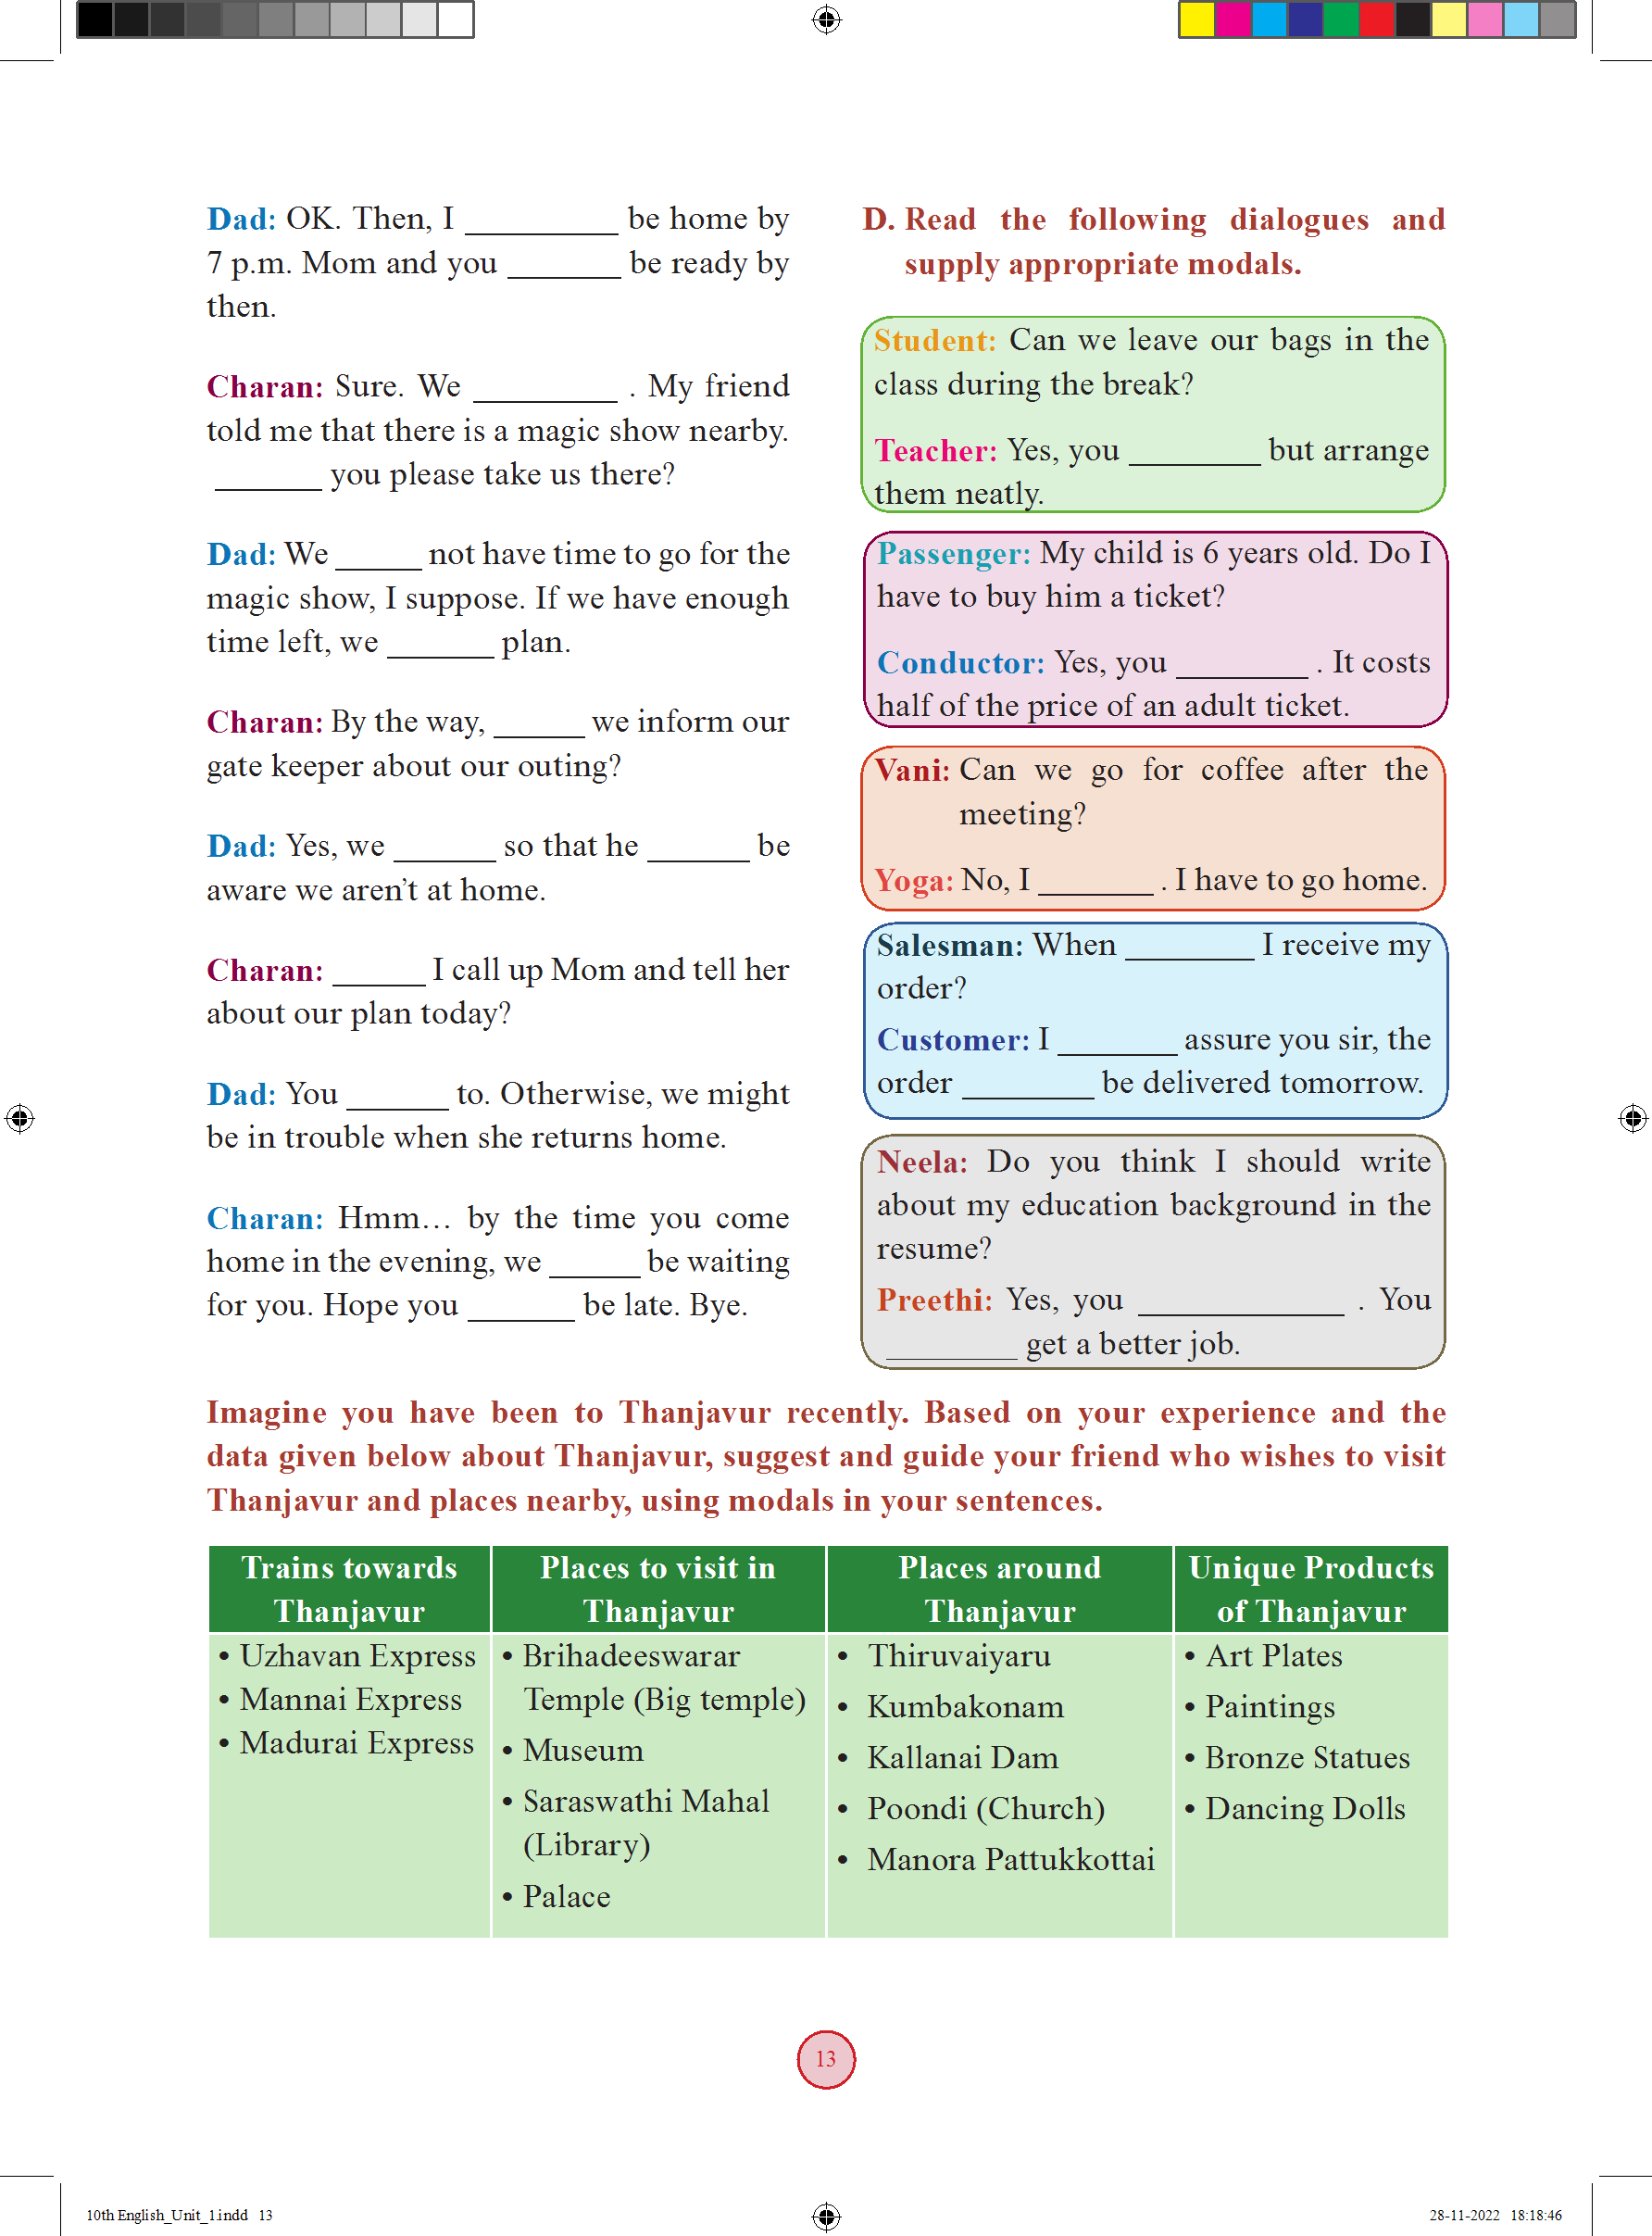 Dad: OK. Then, I __________ be home by
7 p.m. Mom and you _______ be ready by
then.
Charan: Sure. We _________ . My friend
told me that there is a magic show nearby.
_______ you please take us there?
Dad: We ______ not have time to go for the
magic show, I suppose. If we have enough
time left, we _______ plan.
Charan: By the way, ______ we inform our
gate keeper about our outing?
Dad: Yes, we _______ so that he _______ be
aware we aren’t at home.
Charan: ______ I call up Mom and tell her
about our plan today?
Dad: You _______ to. Otherwise, we might
be in trouble when she returns home.
Charan: Hmm… by the time you come
home in the evening, we ______ be waiting
for you. Hope you _______ be late. Bye.
D. Read the following dialogues and
supply appropriate modals.
Student: Can we leave our bags in the
class during the break?
Teacher: Yes, you ________ but arrange
them neatly.
Passenger: My child is 6 years old. Do I
have to buy him a ticket?
Conductor: Yes, you ________ . It costs
half of the price of an adult ticket.
Vani: Can we go for coffee after the
meeting?
Yoga: No, I _______ . I have to go home.
Salesman: When ________ I receive my
order?
Customer: I ________ assure you sir, the
order ________ be delivered tomorrow.
Neela: Do you think I should write
about my education background in the
resume?
Preethi: Yes, you _____________ . You
________ get a better job.
Imagine you have been to Thanjavur recently. Based on your experience and the
data given below about Thanjavur, suggest and guide your friend who wishes to visit
Thanjavur and places nearby, using modals in your sentences.
Trains towards
Thanjavur
Places to visit in
Thanjavur
Places around
Thanjavur
Unique Products
of Thanjavur
• Uzhavan Express
• Mannai Express
• Madurai Express
• Brihadeeswarar
Temple (Big temple)
• Museum
• Saraswathi Mahal
(Library)
• Palace
• Thiruvaiyaru
• Kumbakonam
• Kallanai Dam
• Poondi (Church)
• Manora Pattukkottai
• Art Plates
• Paintings
• Bronze Statues
• Dancing Dolls
13
10th English_Unit_1.indd 13
28-11-2022 18:18:46